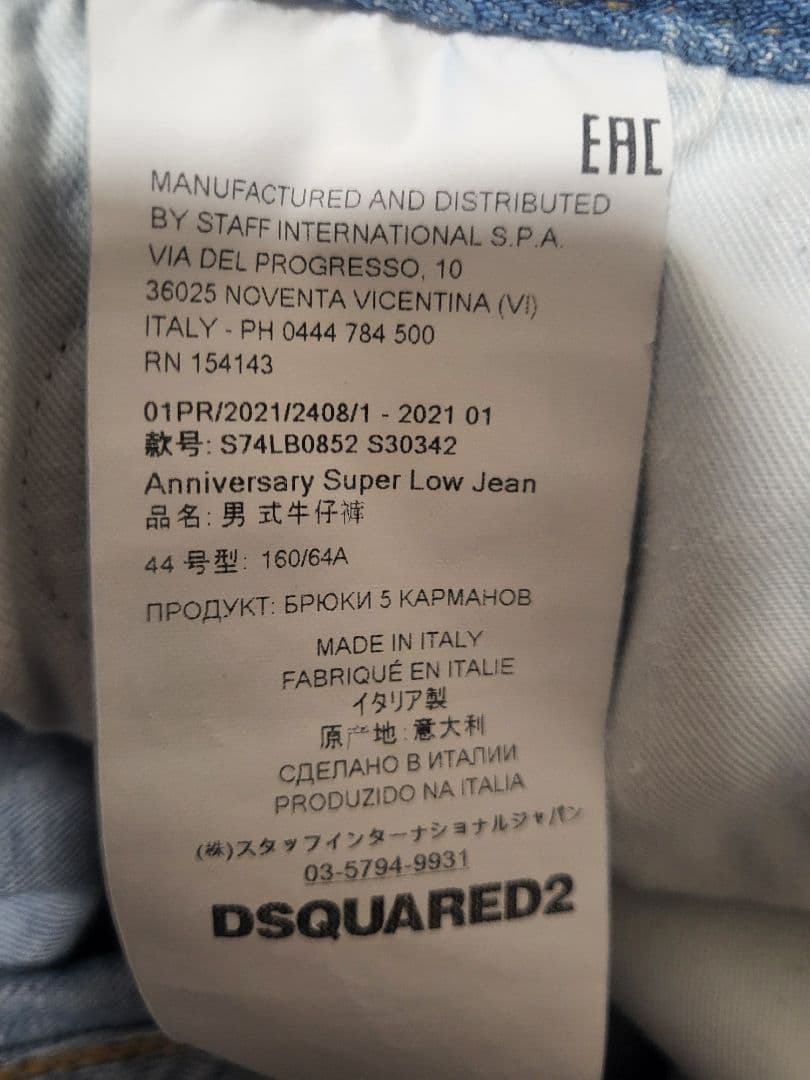 EAC
MANUFACTURED AND DISTRIBUTED
BY STAFF INTERNATIONAL S.P.A.
VIA DEL PROGRESSO, 10
36025 NOVENTA VICENTINA (VI)
ITALY - PH 0444 784 500
RN 154143
01PR/2021/2408/1 - 2021 01
款号: S74LB0852 S30342
Anniversary Super Low Jean
品名: 男 式牛仔裤
44 号型: 160/64A
ПРОДУКТ: БРЮКИ 5 КАРМАНОВ
MADE IN ITALY
FABRIQUÉ EN ITALIE
イタリア製
原产地:意大利
СДЕЛАНО В ИТАЛИИ
PRODUZIDO NA ITALIA
(株)スタッフインターナショナルジャパン
03-5794-9931
DSQUARED2